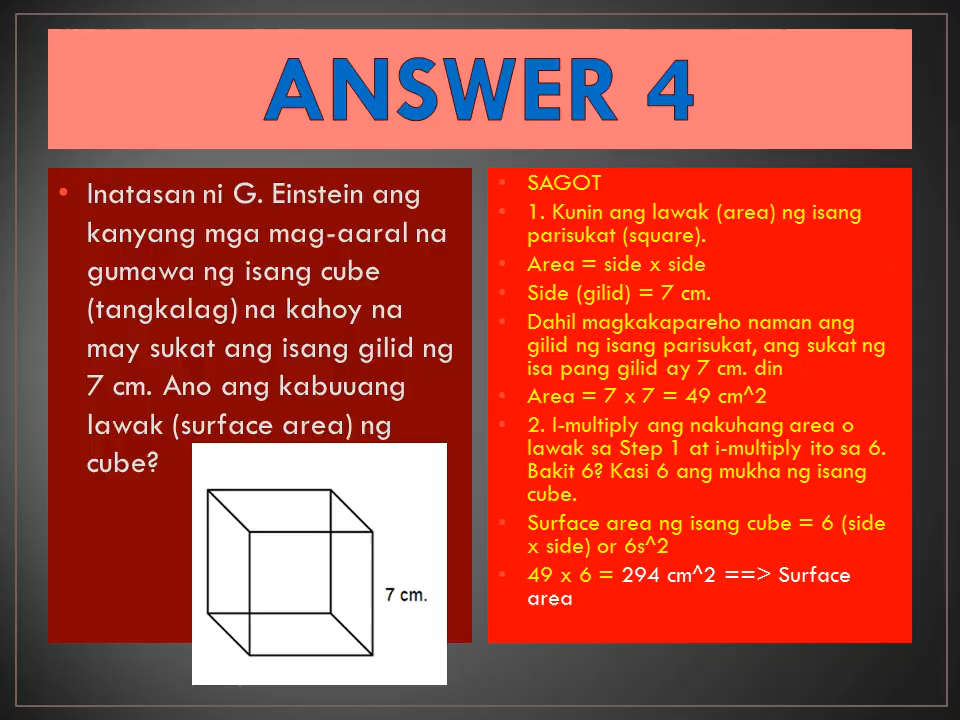 ANSWER 4
• Inatasan ni G. Einstein ang
kanyang mga mag-aaral na
gumawa ng isang cube
(tangkalag) na kahoy na
may sukat ang isang gilid ng
7 cm. Ano ang kabuuang
lawak (surface area) ng
cube?
7 cm.
• SAGOT
• 1. Kunin ang lawak (area) ng isang
parisukat (square).
• Area = side x side
• Side (gilid) = 7 cm.
• Dahil magkakapareho naman ang
gilid ng isang parisukat, ang sukat ng
isa pang gilid ay 7 cm. din
• Area = 7 x 7 = 49 cm^2
• 2. I-multiply ang nakuhang area o
lawak sa Step 1 at i-multiply ito sa 6.
Bakit 6? Kasi 6 ang mukha ng isang
cube.
• Surface area ng isang cube = 6 (side
x side) or 6s^2
• 49 x 6 = 294 cm^2 ==> Surface
area